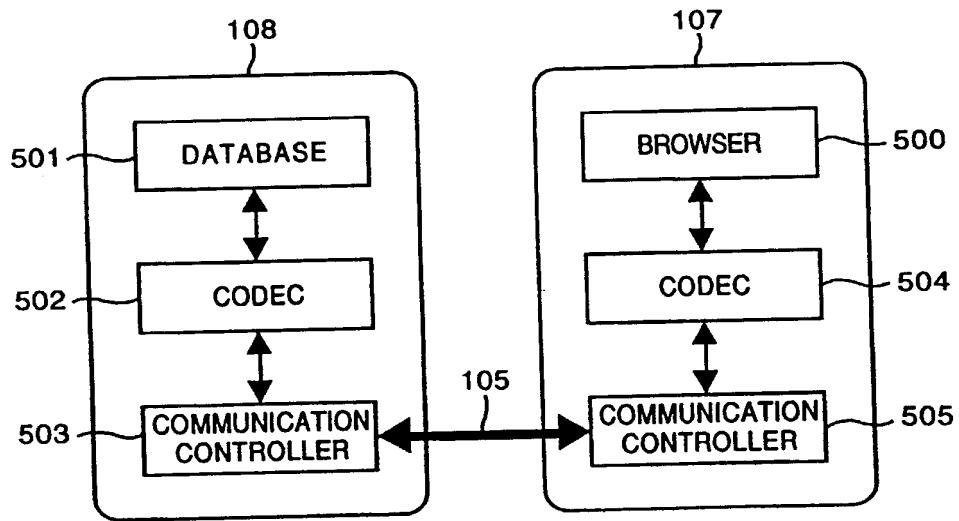 108
107
501
DATABASE
BROWSER
500
502
CODEC
CODEC
504
105
503
COMMUNICATION
CONTROLLER
COMMUNICATION
CONTROLLER
505